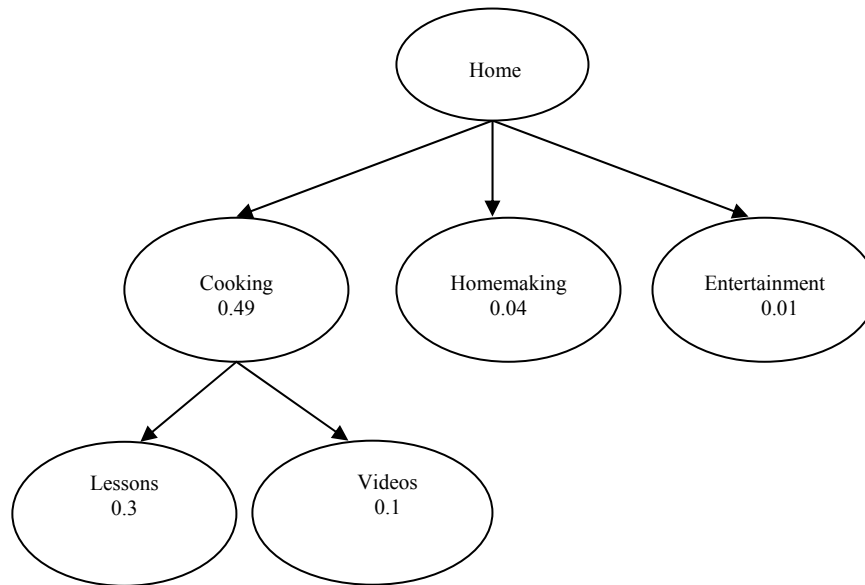 Home
Cooking
0.49
Homemaking
0.04
Entertainment
0.01
Lessons
0.3
Videos
0.1